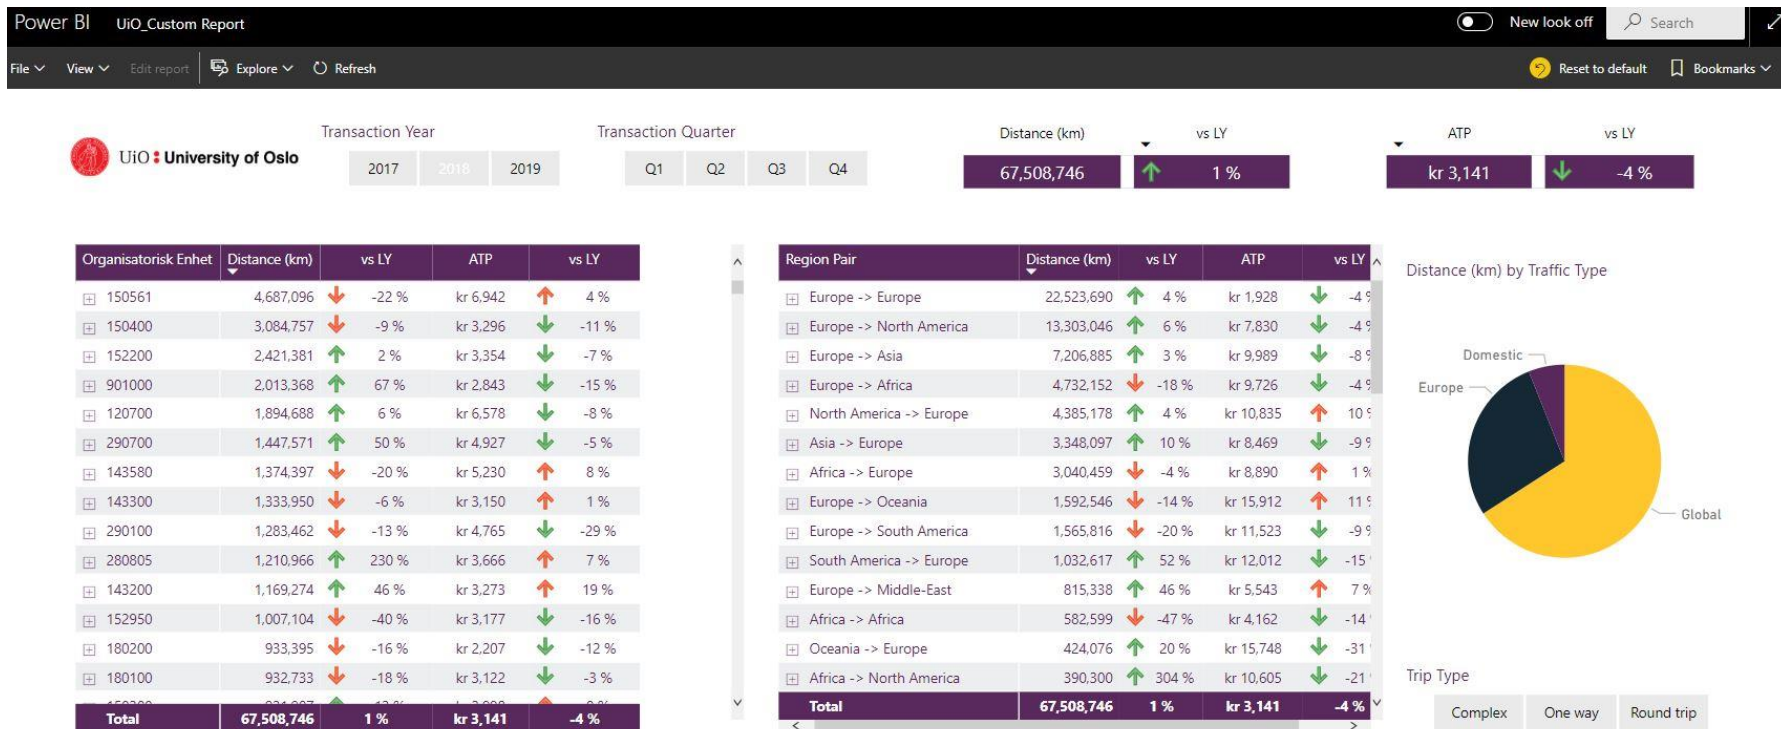 Power BI UiO_Custom Report New look off Search
File View Edit report Explore Refresh Reset to default Bookmarks
Transaction Year Transaction Quarter Distance (km) vs LY ATP vs LY
UiO: University of Oslo 2017 2018 2019 Q1 Q2 Q3 Q4 67,508,746 1 % kr 3,141 -4 %
Organisatorisk Enhet Distance (km) vs LY ATP vs LY
150561 4,687,096 -22 % kr 6,942 4 %
150400 3,084,757 -9 % kr 3,296 -11 %
152200 2,421,381 2 % kr 3,354 -7 %
901000 2,013,368 67 % kr 2,843 -15 %
120700 1,894,688 6 % kr 6,578 -8 %
290700 1,447,571 50 % kr 4,927 -5 %
143580 1,374,397 -20 % kr 5,230 8 %
143300 1,333,950 -6 % kr 3,150 1 %
290100 1,283,462 -13 % kr 4,765 -29 %
280805 1,210,966 230 % kr 3,666 7 %
143200 1,169,274 46 % kr 3,273 19 %
152950 1,007,104 -40 % kr 3,177 -16 %
180200 933,395 -16 % kr 2,207 -12 %
180100 932,733 -18 % kr 3,122 -3 %
Total 67,508,746 1 % kr 3,141 -4 %
Region Pair Distance (km) vs LY ATP vs LY
Europe -> Europe 22,523,690 4 % kr 1,928 -4
Europe -> North America 13,303,046 6 % kr 7,830 -4
Europe -> Asia 7,206,885 3 % kr 9,989 -8
Europe -> Africa 4,732,152 -18 % kr 9,726 -4
North America -> Europe 4,385,178 4 % kr 10,835 10
Asia -> Europe 3,348,097 10 % kr 8,469 -9
Africa -> Europe 3,040,459 -4 % kr 8,890 1 %
Europe -> Oceania 1,592,546 -14 % kr 15,912 11
Europe -> South America 1,565,816 -20 % kr 11,523 -9
South America -> Europe 1,032,617 52 % kr 12,012 -15
Europe -> Middle-East 815,338 46 % kr 5,543 7 %
Africa -> Africa 582,599 -47 % kr 4,162 -14
Oceania -> Europe 424,076 20 % kr 15,748 -31
Africa -> North America 390,300 304 % kr 10,605 -21
Total 67,508,746 1 % kr 3,141 -4 %
Distance (km) by Traffic Type
Domestic
Europe
Global
Trip Type
Complex One way Round trip